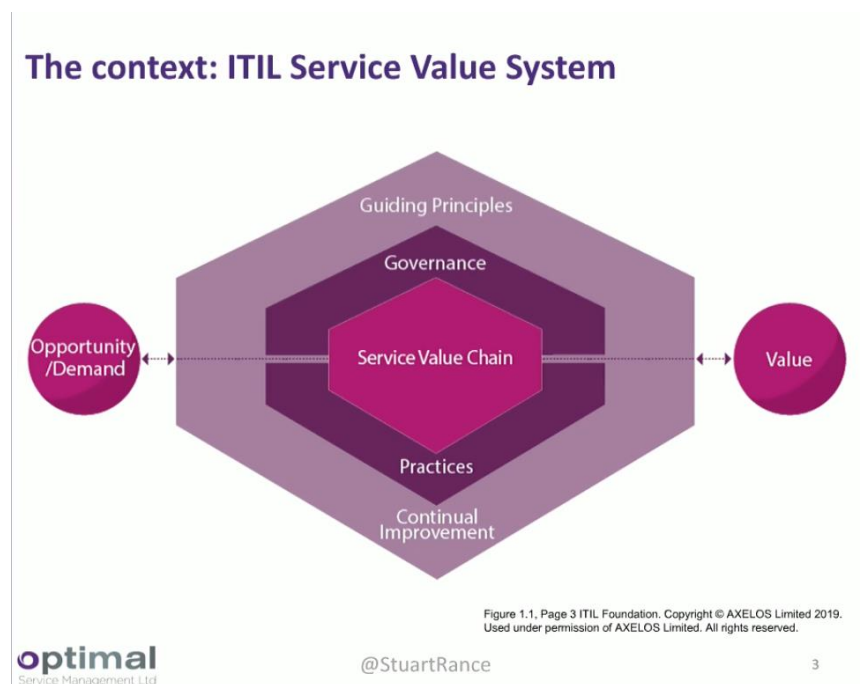 The context: ITIL Service Value System
Guiding Principles
Governance
Opportunity
/Demand
Service Value Chain
Value
Practices
Continual
Improvement
Figure 1.1, Page 3 ITIL Foundation. Copyright © AXELOS Limited 2019.
Used under permission of AXELOS Limited. All rights reserved.
optimal
Service Management Ltd
@StuartRance
3